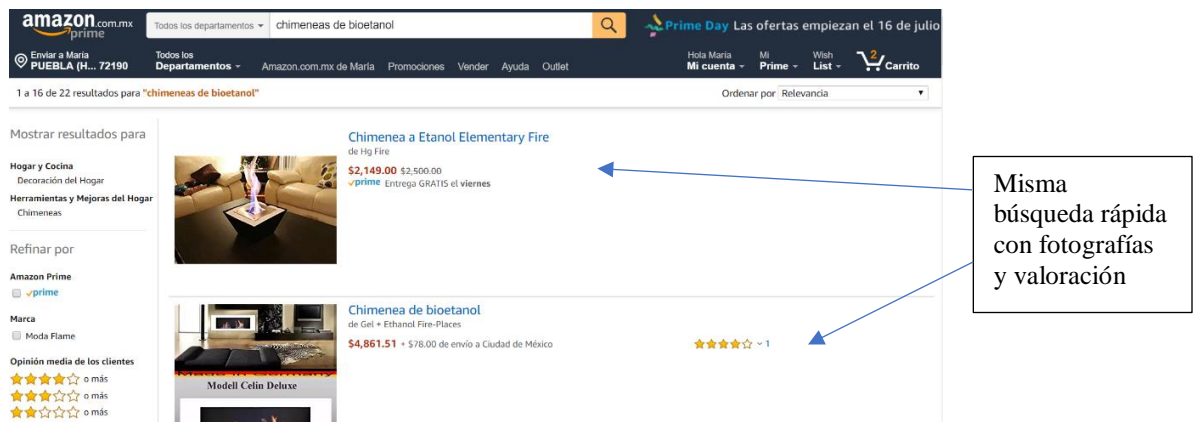 amazon.com.mx
prime
Todos los departamentos
chimeneas de bioetanol
Prime Day Las ofertas empiezan el 16 de julio
Enviar a María
PUEBLA (H... 72190
Todos los
Departamentos
Amazon.com.mx de María Promociones Vender Ayuda Outlet
Hola María
Mi cuenta
Mi
Prime
Wish
List
2
Carrito
1 a 16 de 22 resultados para "chimeneas de bioetanol"
Ordenar por Relevancia
Mostrar resultados para
Hogar y Cocina
Decoración del Hogar
Herramientas y Mejoras del Hogar
Chimeneas
Refinar por
Amazon Prime
prime
Marca
Moda Flame
Opinión media de los clientes
o más
o más
o más
Chimenea a Etanol Elementary Fire
de Hg Fire
$2,149.00 $2,500.00
prime Entrega GRATIS el viernes
Chimenea de bioetanol
de Gel + Ethanol Fire-Places
$4,861.51 + $78.00 de envío a Ciudad de México
1
Modell Celin Deluxe
Misma
búsqueda rápida
con fotografías
y valoración